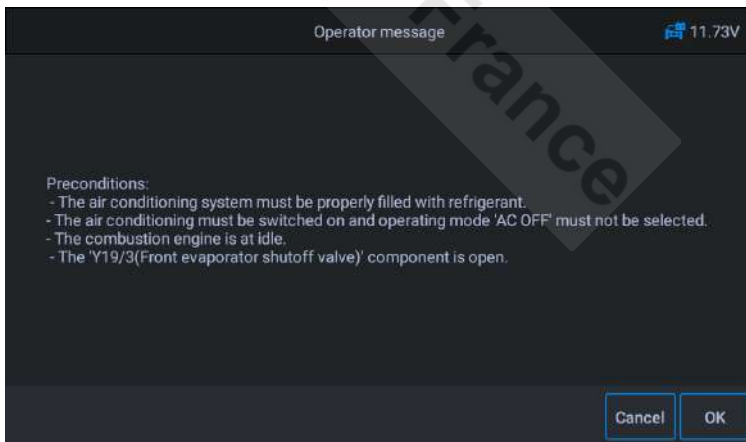 Operator message
11.73V
France
Preconditions:
- The air conditioning system must be properly filled with refrigerant.
- The air conditioning must be switched on and operating mode 'AC OFF' must not be selected.
- The combustion engine is at idle.
- The 'Y19/3(Front evaporator shutoff valve)' component is open.
Cancel
OK